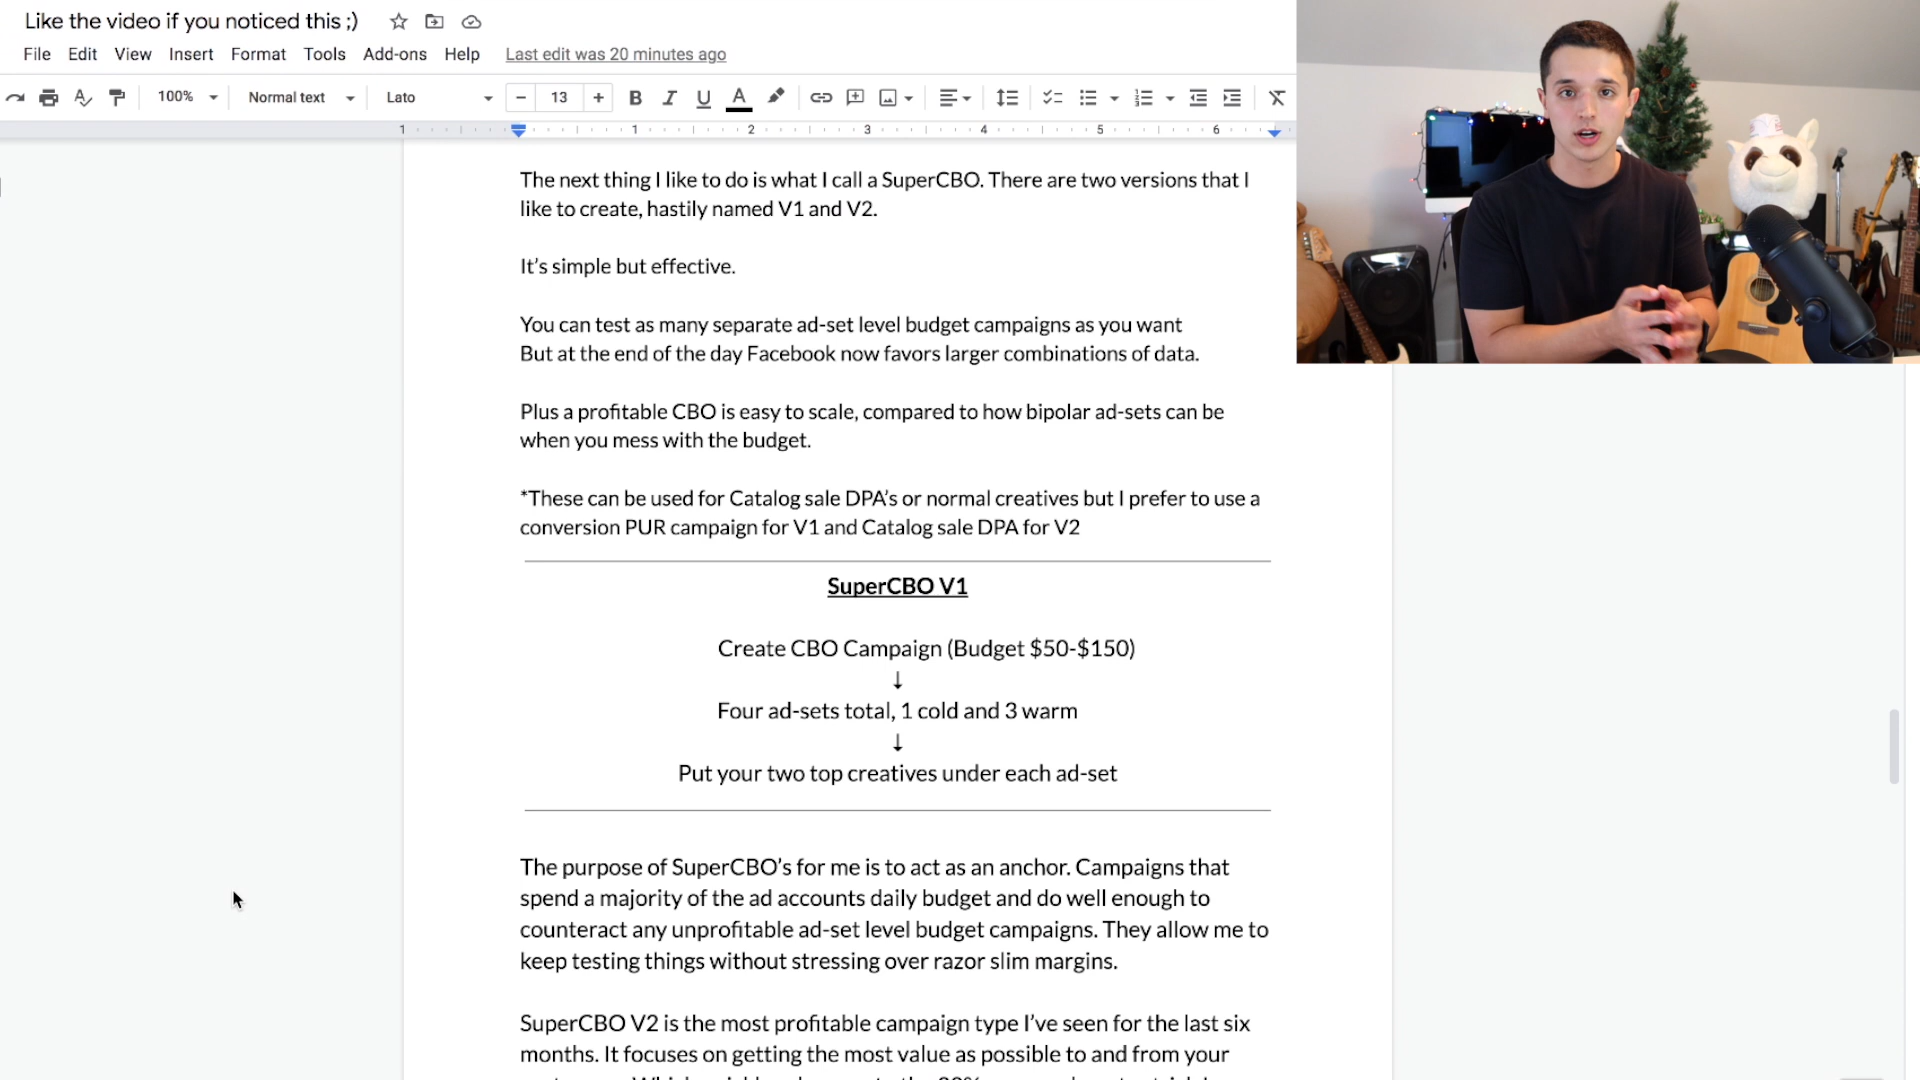 Like the video if you noticed this ;)
File Edit View Insert Format Tools Add-ons Help Last edit was 20 minutes ago
100% Normal text Lato − 13 + B I U A
1 1 2 3 4 5 6
The next thing I like to do is what I call a SuperCBO. There are two versions that I
like to create, hastily named V1 and V2.
It’s simple but effective.
You can test as many separate ad-set level budget campaigns as you want
But at the end of the day Facebook now favors larger combinations of data.
Plus a profitable CBO is easy to scale, compared to how bipolar ad-sets can be
when you mess with the budget.
*These can be used for Catalog sale DPA’s or normal creatives but I prefer to use a
conversion PUR campaign for V1 and Catalog sale DPA for V2
SuperCBO V1
Create CBO Campaign (Budget $50-$150)
↓
Four ad-sets total, 1 cold and 3 warm
↓
Put your two top creatives under each ad-set
The purpose of SuperCBO’s for me is to act as an anchor. Campaigns that
spend a majority of the ad accounts daily budget and do well enough to
counteract any unprofitable ad-set level budget campaigns. They allow me to
keep testing things without stressing over razor slim margins.
SuperCBO V2 is the most profitable campaign type I’ve seen for the last six
months. It focuses on getting the most value as possible to and from your